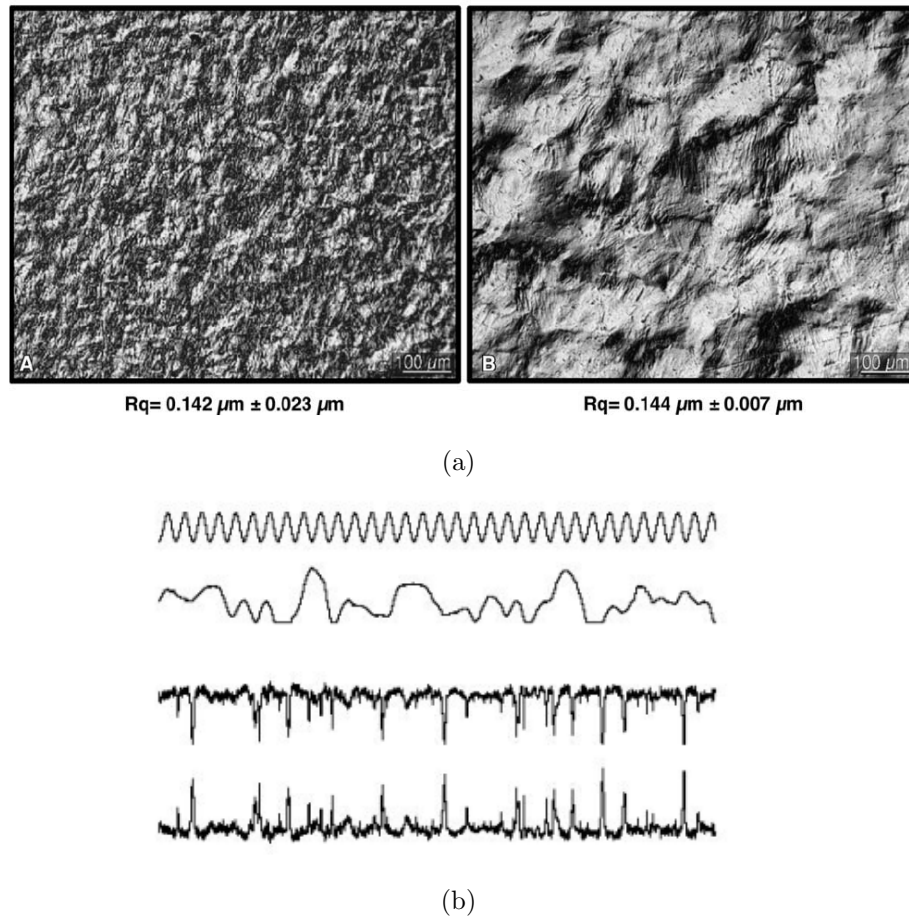 A
100 µm
B
100 µm
Rq= 0.142 µm ± 0.023 µm
Rq= 0.144 µm ± 0.007 µm
(a)
(b)